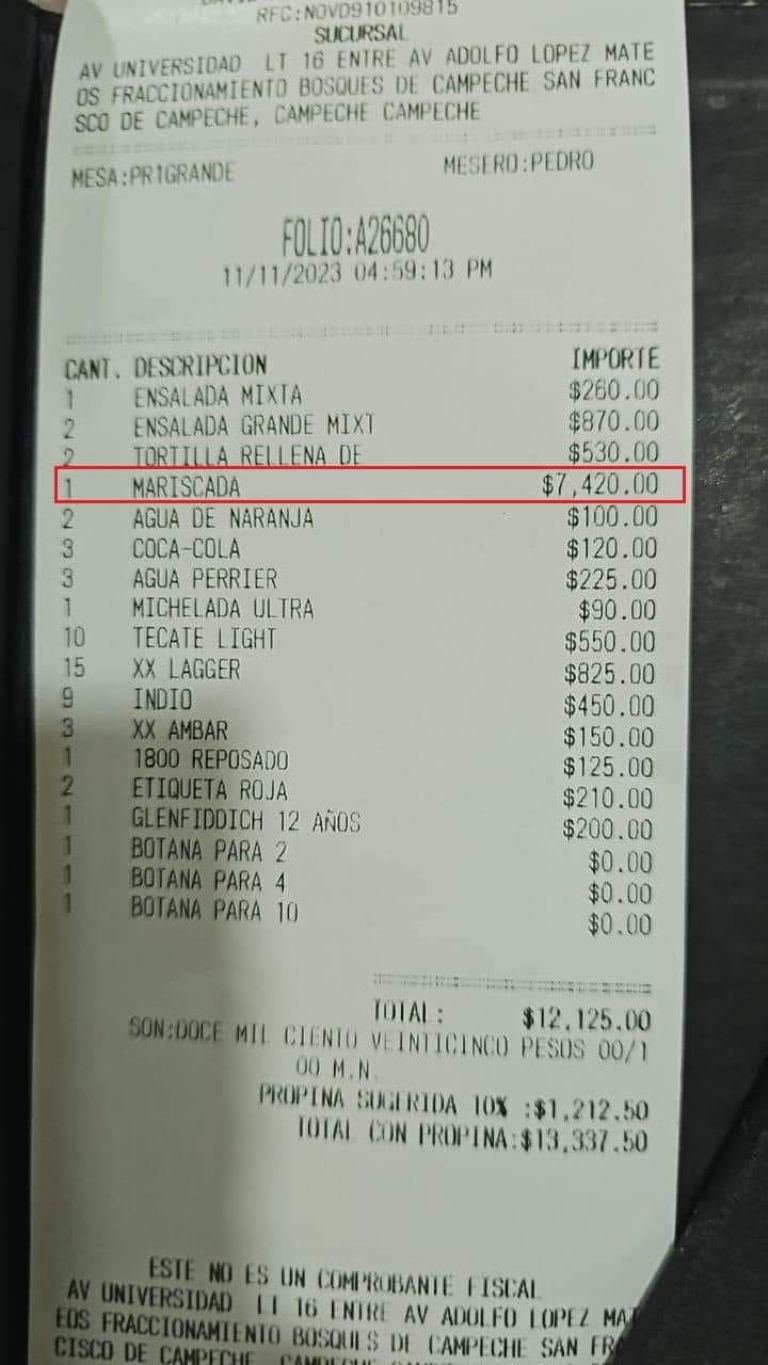 RFC:NOVD910109815
SUCURSAL
AV UNIVERSIDAD LT 16 ENTRE AV ADOLFO LOPEZ MATE
OS FRACCIONAMIENTO BOSQUES DE CAMPECHE SAN FRANC
SCO DE CAMPECHE, CAMPECHE CAMPECHE
MESA:PR1GRANDE MESERO:PEDRO
FOLIO:A26680
11/11/2023 04:59:13 PM
CANT. DESCRIPCION IMPORTE
1 ENSALADA MIXTA $260.00
2 ENSALADA GRANDE MIXT $870.00
2 TORTILLA RELLENA DE $530.00
1 MARISCADA $7,420.00
2 AGUA DE NARANJA $100.00
3 COCA-COLA $120.00
3 AGUA PERRIER $225.00
1 MICHELADA ULTRA $90.00
10 TECATE LIGHT $550.00
15 XX LAGGER $825.00
9 INDIO $450.00
3 XX AMBAR $150.00
1 1800 REPOSADO $125.00
2 ETIQUETA ROJA $210.00
1 GLENFIDDICH 12 AÑOS $200.00
1 BOTANA PARA 2 $0.00
1 BOTANA PARA 4 $0.00
1 BOTANA PARA 10 $0.00
TOTAL: $12,125.00
SON:DOCE MIL CIENTO VEINTICINCO PESOS 00/1
00 M.N.
PROPINA SUGERIDA 10% :$1,212.50
TOTAL CON PROPINA:$13,337.50
ESTE NO ES UN COMPROBANTE FISCAL
AV UNIVERSIDAD LT 16 ENTRE AV ADOLFO LOPEZ MAT
EOS FRACCIONAMIENTO BOSQUES DE CAMPECHE SAN FR
CISCO DE CAMPECHE, CAMPECHE